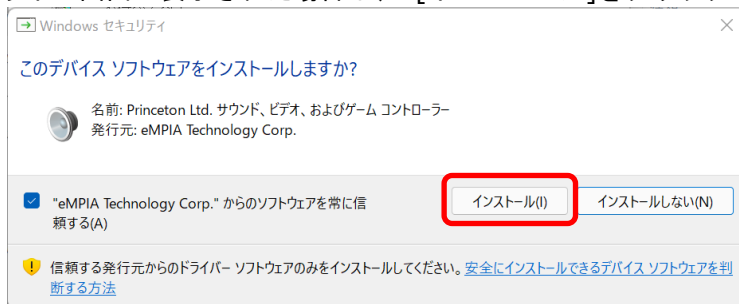 Windows セキュリティ
このデバイス ソフトウェアをインストールしますか?
名前: Princeton Ltd. サウンド、ビデオ、およびゲーム コントローラー
発行元: eMPIA Technology Corp.
"eMPIA Technology Corp." からのソフトウェアを常に信
頼する(A)
インストール(I)
インストールしない(N)
信頼する発行元からのドライバー ソフトウェアのみをインストールしてください。安全にインストールできるデバイス ソフトウェアを判
断する方法